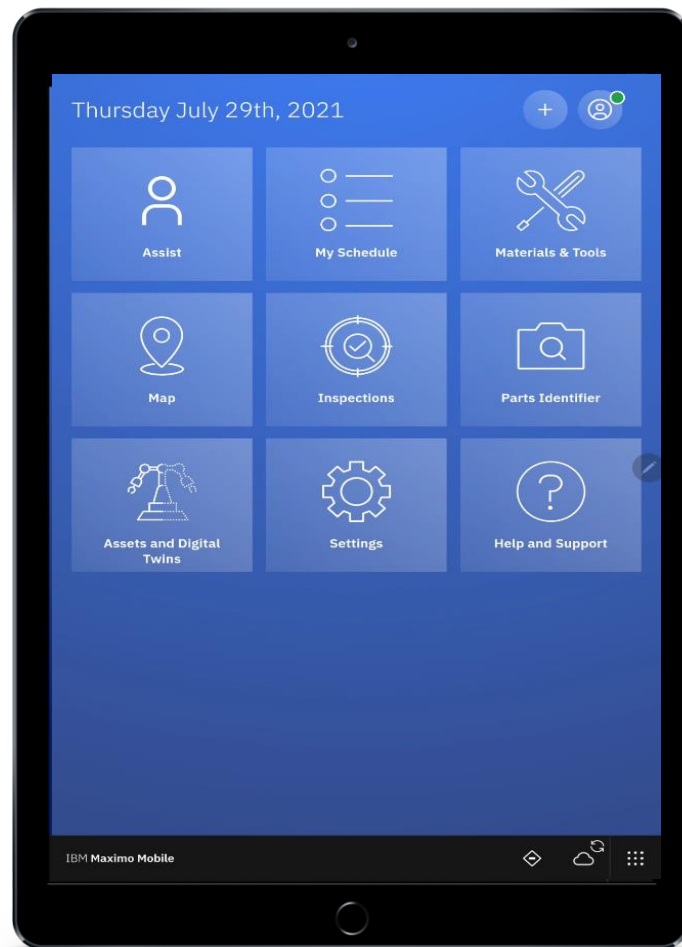 Thursday July 29th, 2021
Assist
My Schedule
Materials & Tools
Map
Inspections
Parts Identifier
Assets and Digital
Twins
Settings
Help and Support
IBM Maximo Mobile